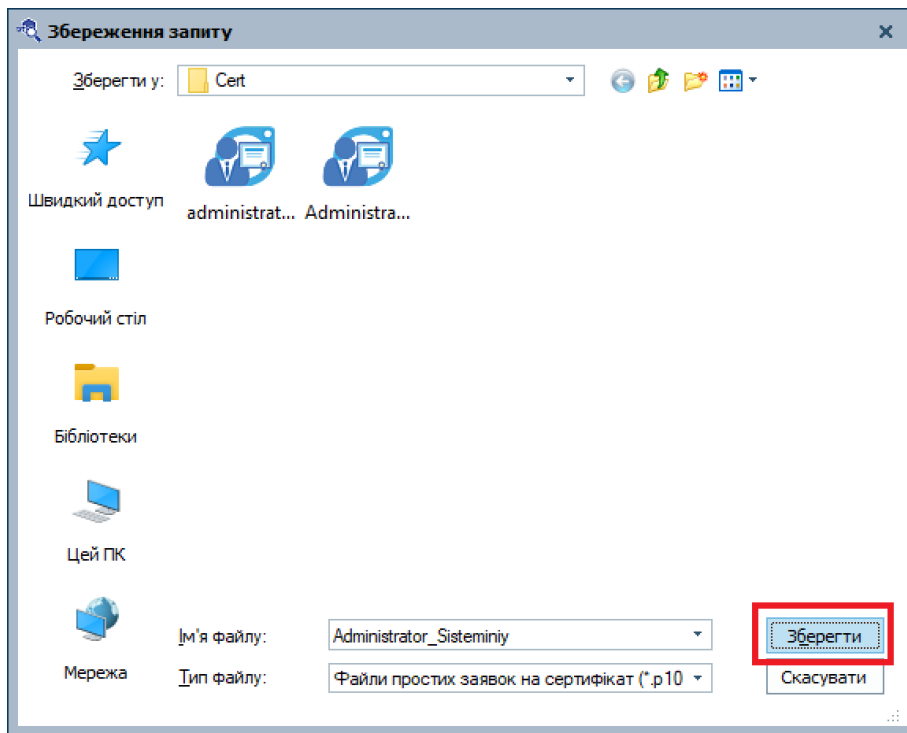 Збереження запиту
Зберегти у:
Cert
Швидкий доступ
administrat...
Administra...
Робочий стіл
Бібліотеки
Цей ПК
Мережа
Ім'я файлу:
Administrator_Sisteminiy
Зберегти
Тип файлу:
Файли простих заявок на сертифікат (*.p10
Скасувати